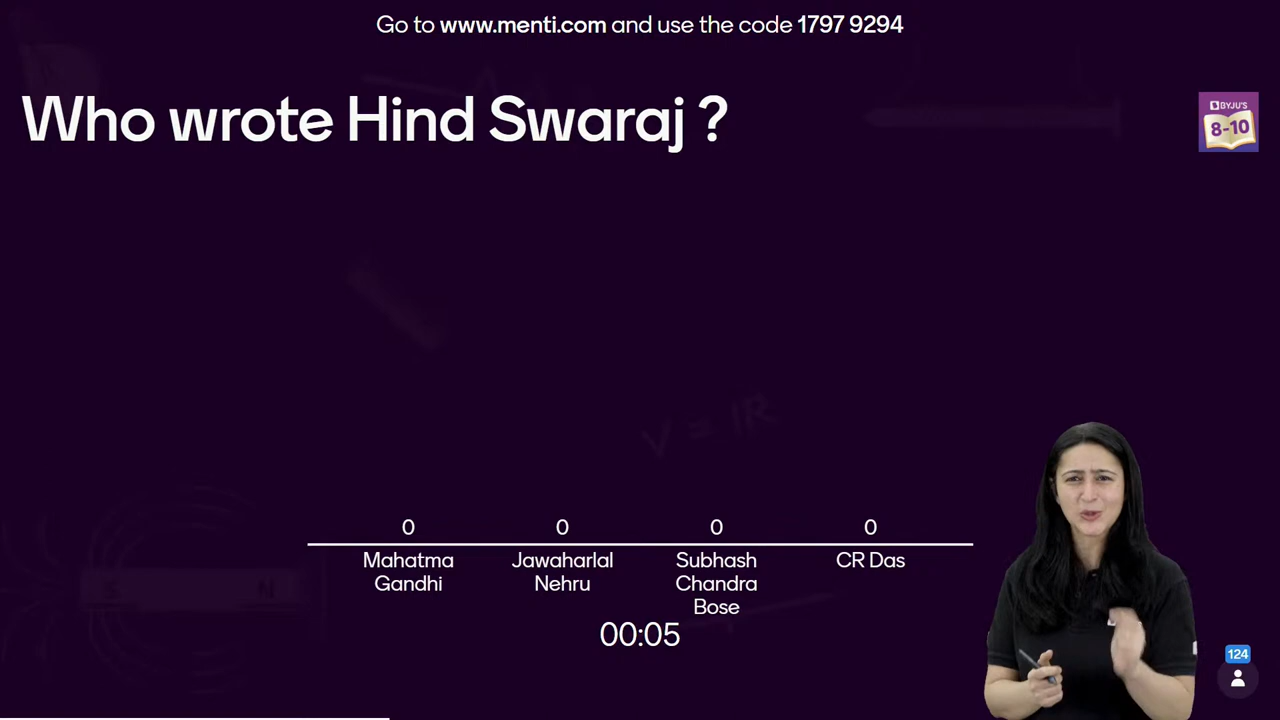 Go to www.menti.com and use the code 1797 9294
Who wrote Hind Swaraj ?
BYJU'S
8-10
V = IR
0 0 0 0
Mahatma Jawaharlal Subhash CR Das
Gandhi Nehru Chandra
Bose
S N
00:05
124